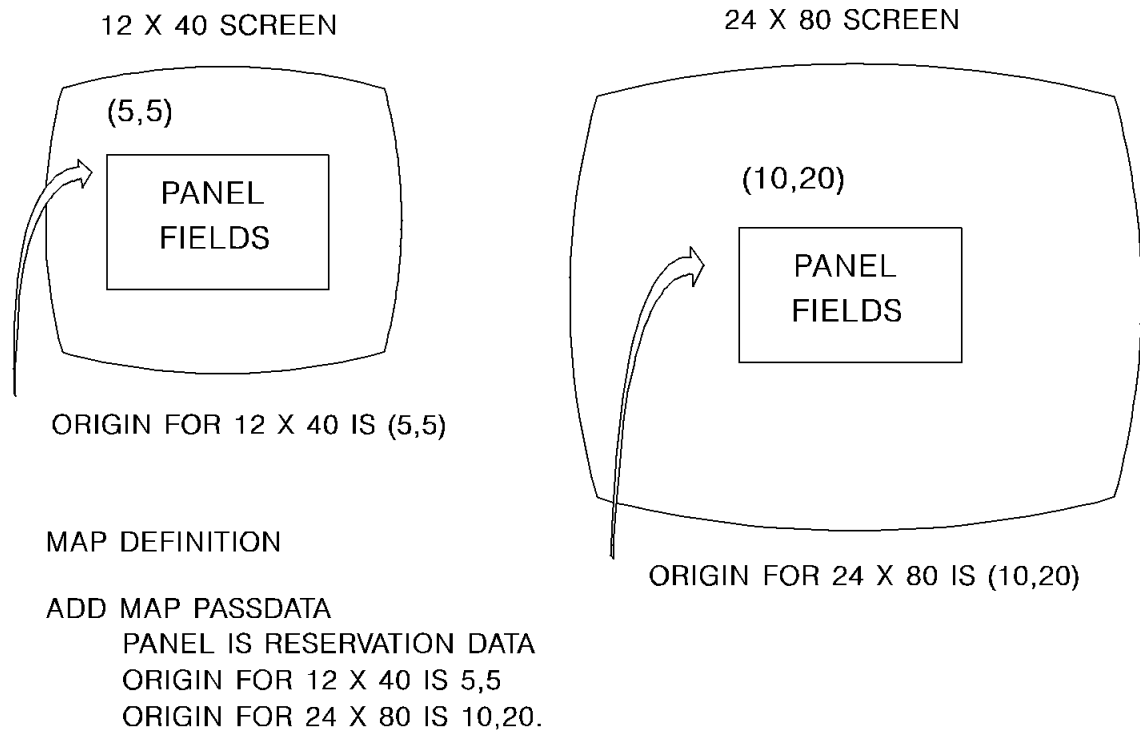 12 X 40 SCREEN
(5,5)
PANEL
FIELDS
ORIGIN FOR 12 X 40 IS (5,5)
24 X 80 SCREEN
(10,20)
PANEL
FIELDS
ORIGIN FOR 24 X 80 IS (10,20)
MAP DEFINITION
ADD MAP PASSDATA
PANEL IS RESERVATION DATA
ORIGIN FOR 12 X 40 IS 5,5
ORIGIN FOR 24 X 80 IS 10,20.